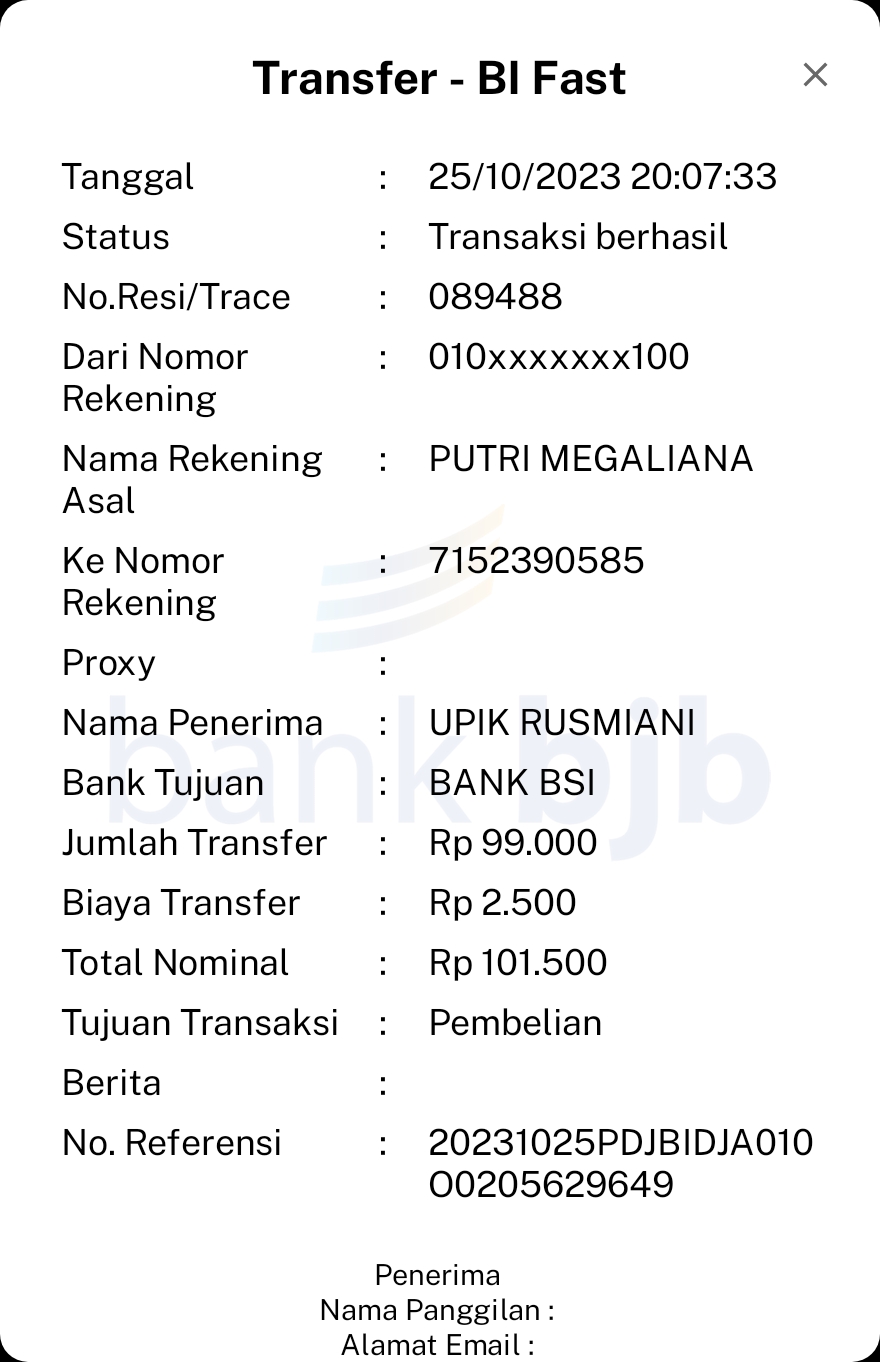 Transfer - BI Fast
Tanggal : 25/10/2023 20:07:33
Status : Transaksi berhasil
No.Resi/Trace : 089488
Dari Nomor : 010xxxxxxx100
Rekening
Nama Rekening : PUTRI MEGALIANA
Asal
Ke Nomor : 7152390585
Rekening
Proxy :
Nama Penerima : UPIK RUSMIANI
bank bjb
Bank Tujuan : BANK BSI
Jumlah Transfer : Rp 99.000
Biaya Transfer : Rp 2.500
Total Nominal : Rp 101.500
Tujuan Transaksi : Pembelian
Berita :
No. Referensi : 20231025PDJBIDJA010
O00205629649
Penerima
Nama Panggilan :
Alamat Email :